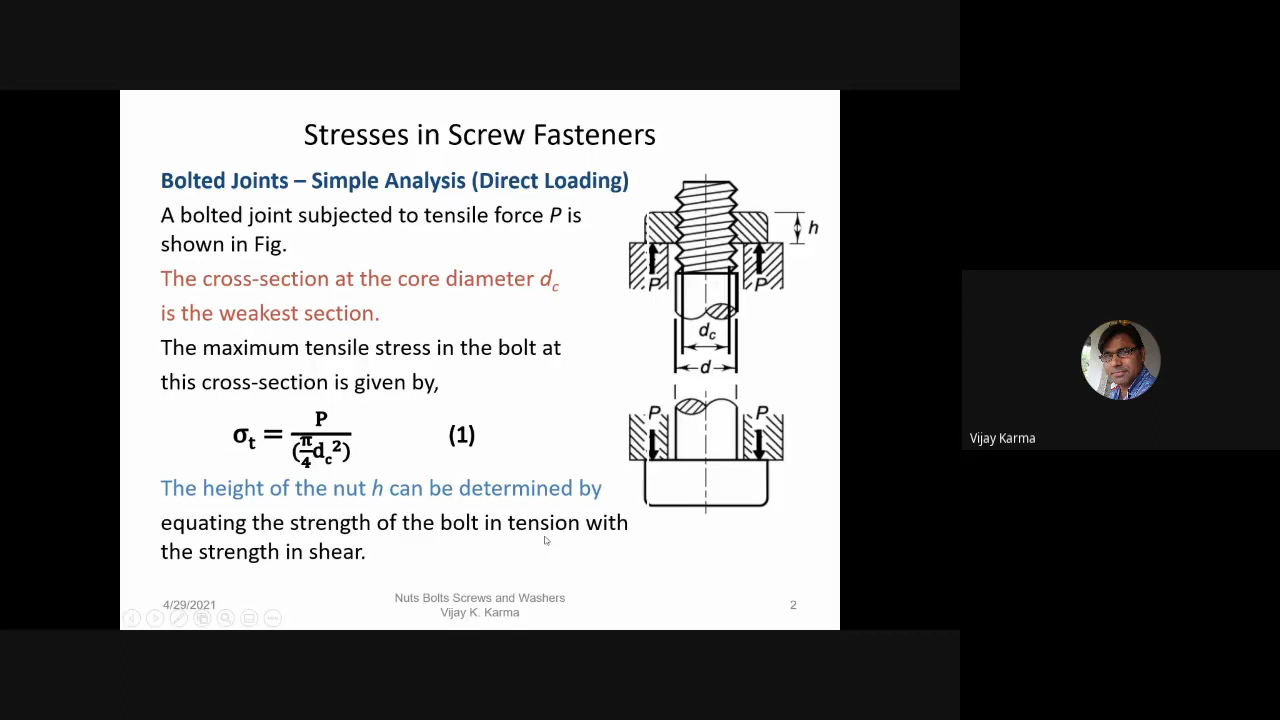 Stresses in Screw Fasteners
Bolted Joints – Simple Analysis (Direct Loading)
A bolted joint subjected to tensile force P is
shown in Fig.
The cross-section at the core diameter dc
is the weakest section.
The maximum tensile stress in the bolt at
this cross-section is given by,
σt = P / (π/4 dc²) (1)
The height of the nut h can be determined by
equating the strength of the bolt in tension with
the strength in shear.
h
P P
dc
d
P P
4/29/2021
Nuts Bolts Screws and Washers
Vijay K. Karma
2
Vijay Karma